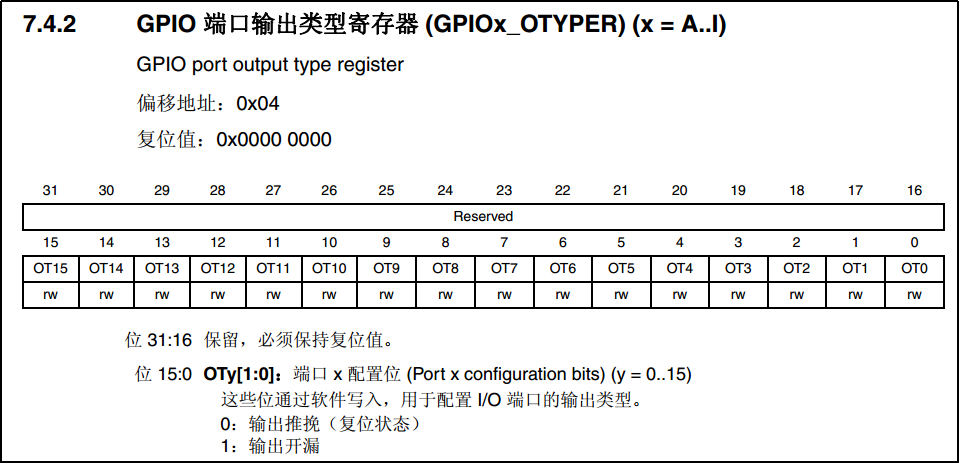 7.4.2 GPIO 端口输出类型寄存器 (GPIOx_OTYPER) (x = A..I)
GPIO port output type register
偏移地址：0x04
复位值：0x0000 0000
31 30 29 28 27 26 25 24 23 22 21 20 19 18 17 16
Reserved
15 14 13 12 11 10 9 8 7 6 5 4 3 2 1 0
OT15 OT14 OT13 OT12 OT11 OT10 OT9 OT8 OT7 OT6 OT5 OT4 OT3 OT2 OT1 OT0
rw rw rw rw rw rw rw rw rw rw rw rw rw rw rw rw
位 31:16 保留，必须保持复位值。
位 15:0 OTy[1:0]：端口 x 配置位 (Port x configuration bits) (y = 0..15)
这些位通过软件写入，用于配置 I/O 端口的输出类型。
0：输出推挽（复位状态）
1：输出开漏